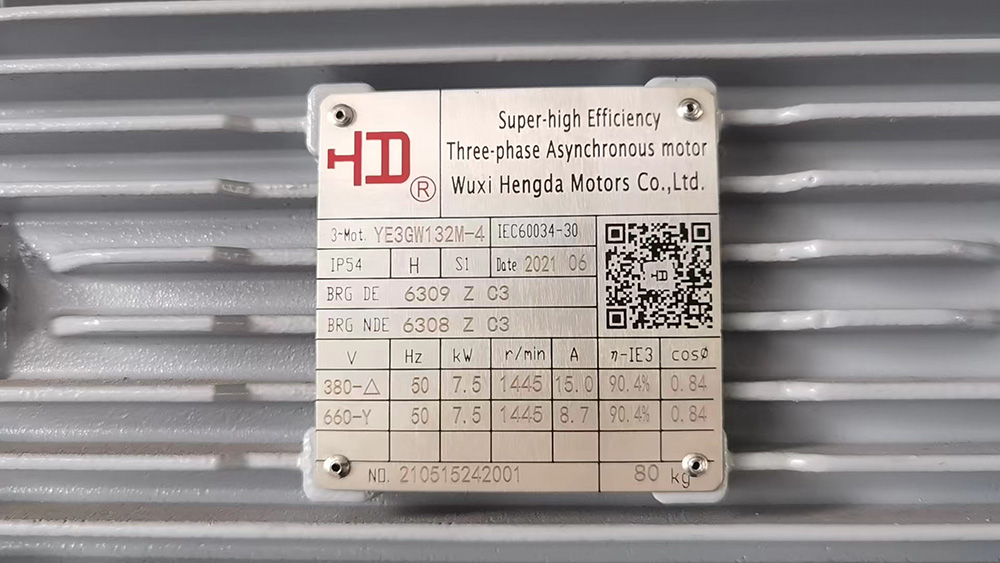 HD ®
Super-high Efficiency
Three-phase Asynchronous motor
Wuxi Hengda Motors Co.,Ltd.
3-Mot. YE3GW132M-4 IEC60034-30
IP54 H S1 Date 2021 06
BRG DE 6309 Z C3
BRG NDE 6308 Z C3
HD
V Hz kW r/min A η-IE3 cosø
380-△ 50 7.5 1445 15.0 90.4% 0.84
660-Y 50 7.5 1445 8.7 90.4% 0.84
NO. 210515242001 80 kg